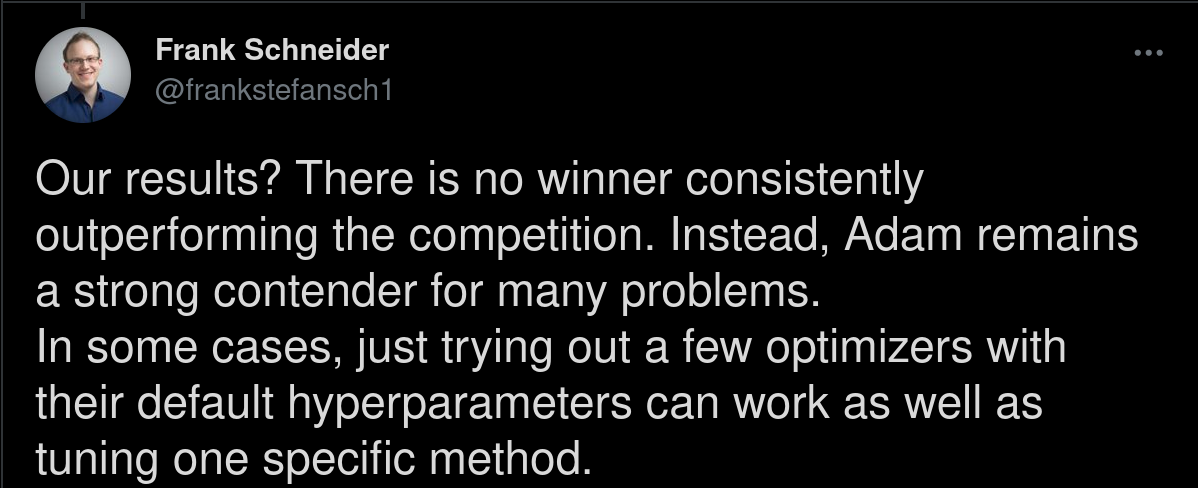 Frank Schneider
@frankstefansch1
Our results? There is no winner consistently
outperforming the competition. Instead, Adam remains
a strong contender for many problems.
In some cases, just trying out a few optimizers with
their default hyperparameters can work as well as
tuning one specific method.